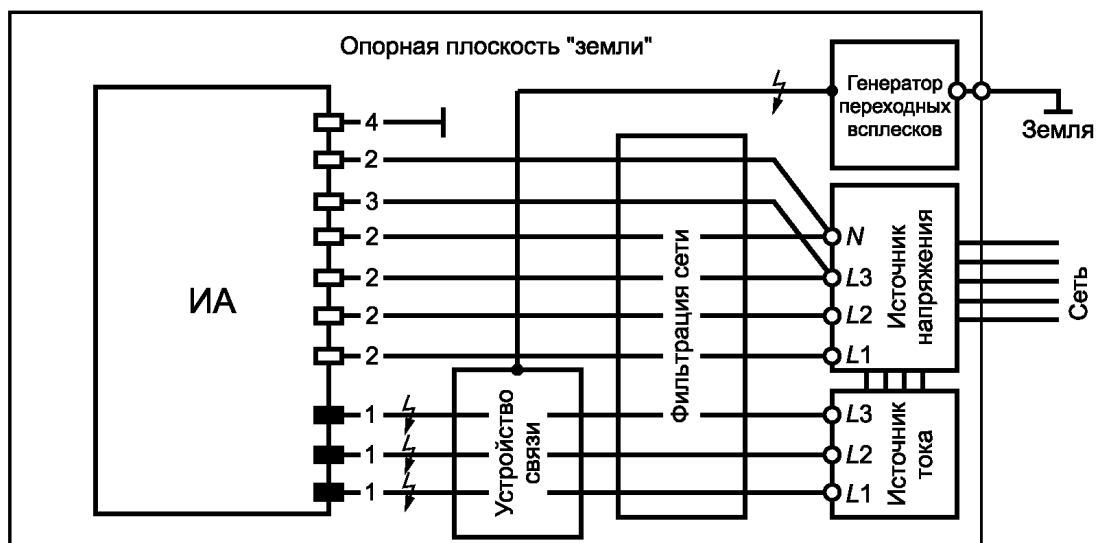 Опорная плоскость "земли"
Генератор
переходных
всплесков
Земля
ИА
4
2
3
2
2
2
2
1
1
1
Устройство
связи
Фильтрация сети
N
L3
L2
L1
Источник
напряжения
Сеть
L3
L2
L1
Источник
тока